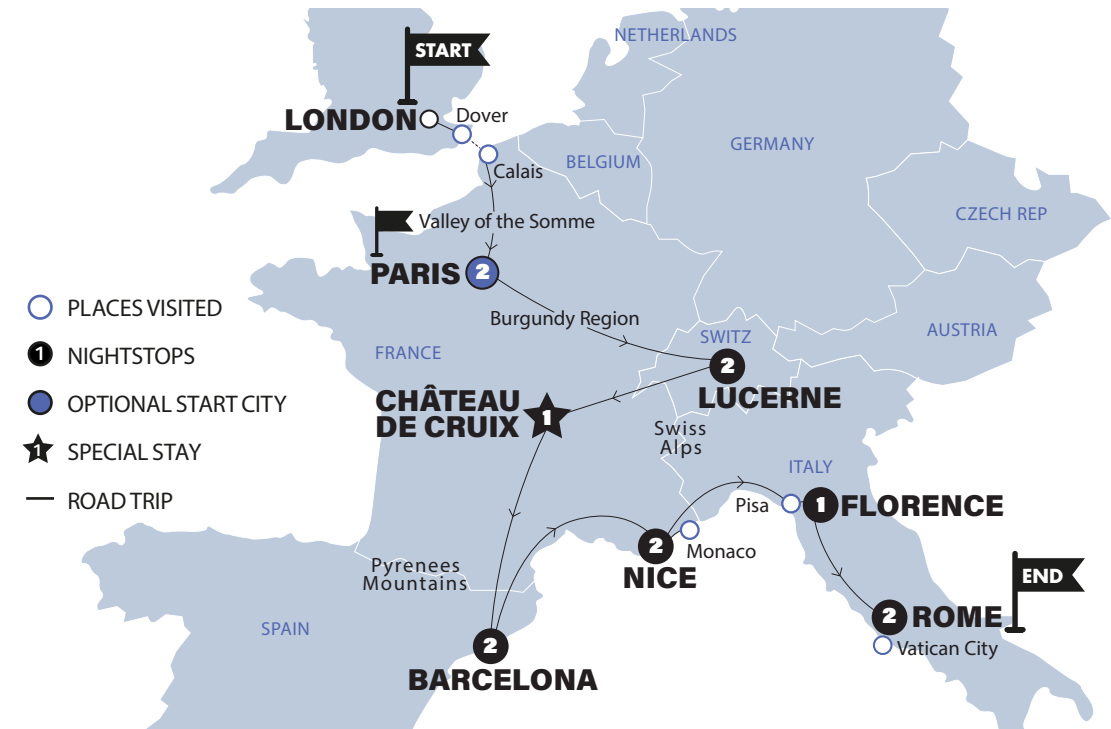 NETHERLANDS
START
LONDON
Dover
GERMANY
BELGIUM
Calais
CZECH REP
Valley of the Somme
PARIS
2
PLACES VISITED
Burgundy Region
AUSTRIA
SWITZ
1 NIGHTSTOPS
FRANCE
2
LUCERNE
OPTIONAL START CITY
CHÂTEAU
DE CRUIX
1
Swiss
Alps
1 SPECIAL STAY
ITALY
ROAD TRIP
Pisa
1
FLORENCE
2
NICE
Monaco
Pyrenees
Mountains
END
2
ROME
Vatican City
SPAIN
2
BARCELONA